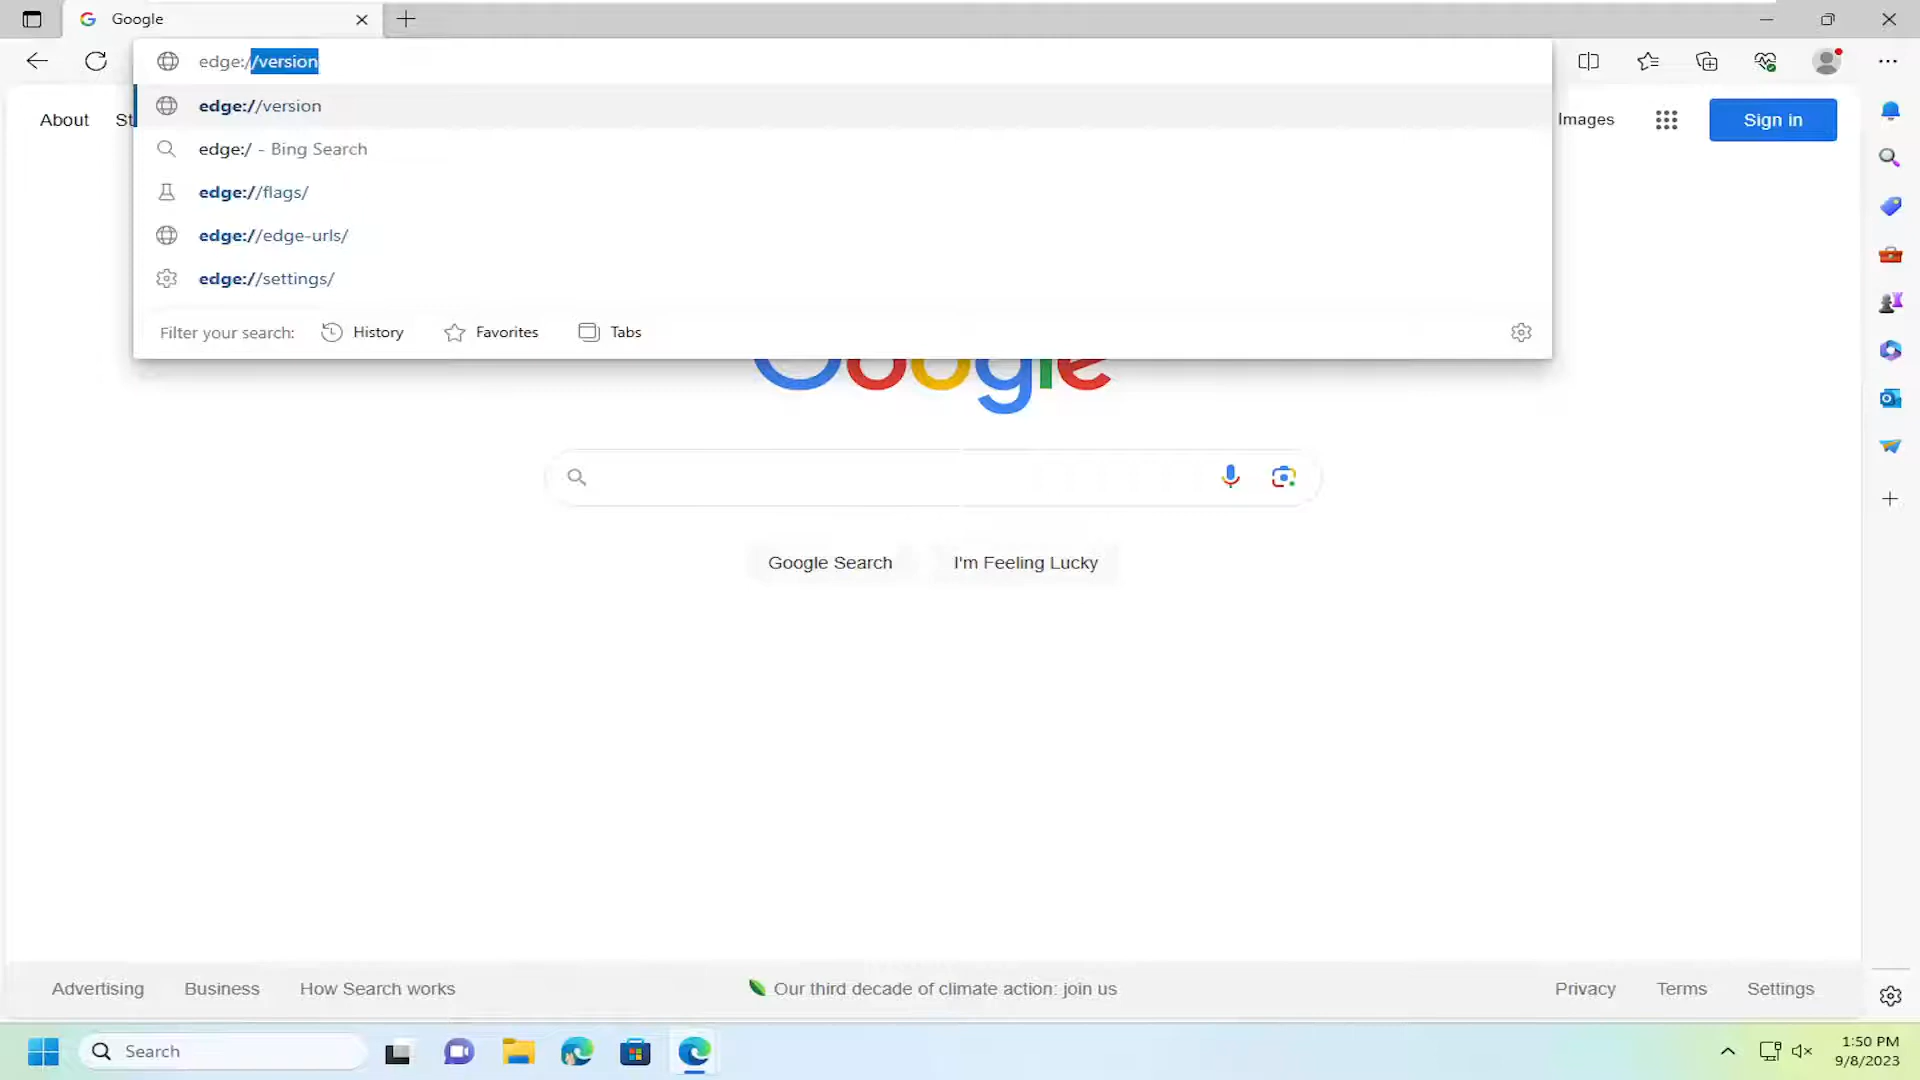 Google
edge://version
edge://version
edge:/ - Bing Search
edge://flags/
edge://edge-urls/
edge://settings/
Filter your search: History Favorites Tabs
About St Images Sign in
Google
Google Search I'm Feeling Lucky
Advertising Business How Search works Our third decade of climate action: join us Privacy Terms Settings
Search
1:50 PM
9/8/2023